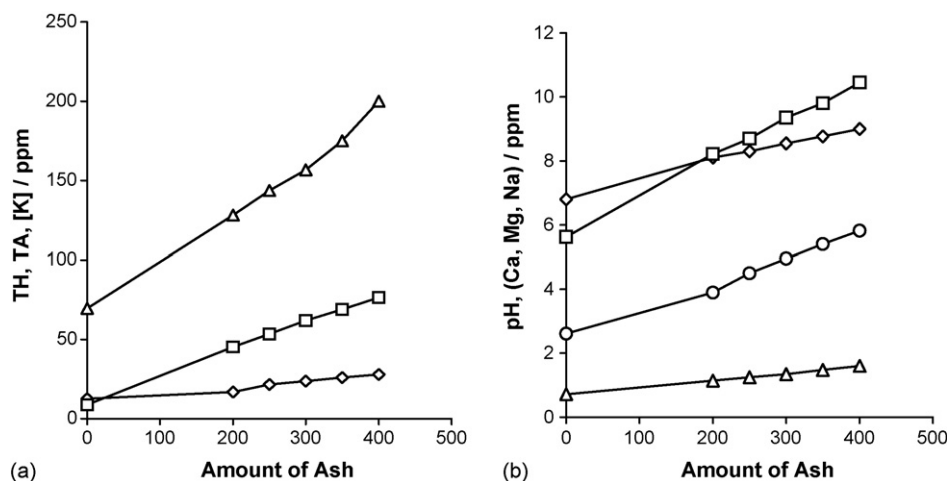 250
200
150
100
50
0
TH, TA, [K] / ppm
0 100 200 300 400 500
(a) Amount of Ash
12
10
8
6
4
2
0
pH, (Ca, Mg, Na) / ppm
0 100 200 300 400 500
(b) Amount of Ash